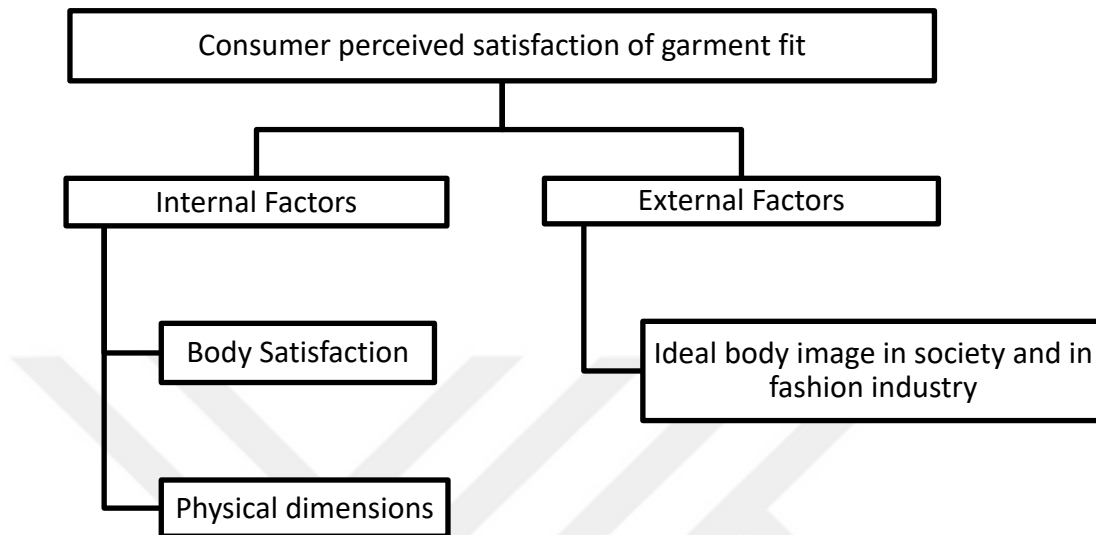 Consumer perceived satisfaction of garment fit
Internal Factors
External Factors
Body Satisfaction
Ideal body image in society and in
fashion industry
Physical dimensions